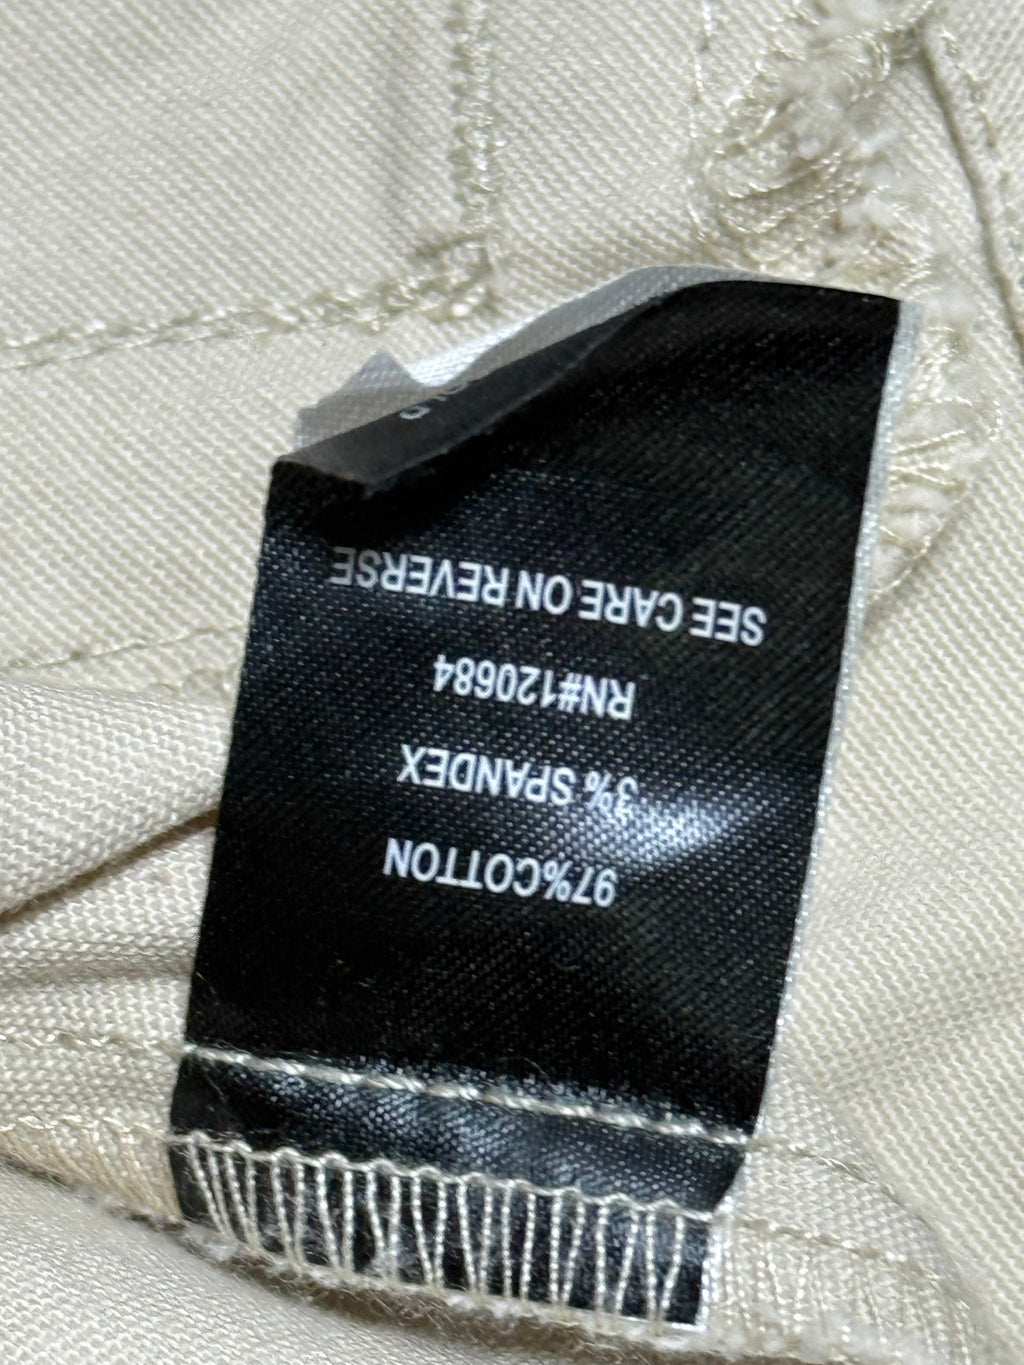 97%COTTON
3% SPANDEX
RN#120684
SEE CARE ON REVERSE